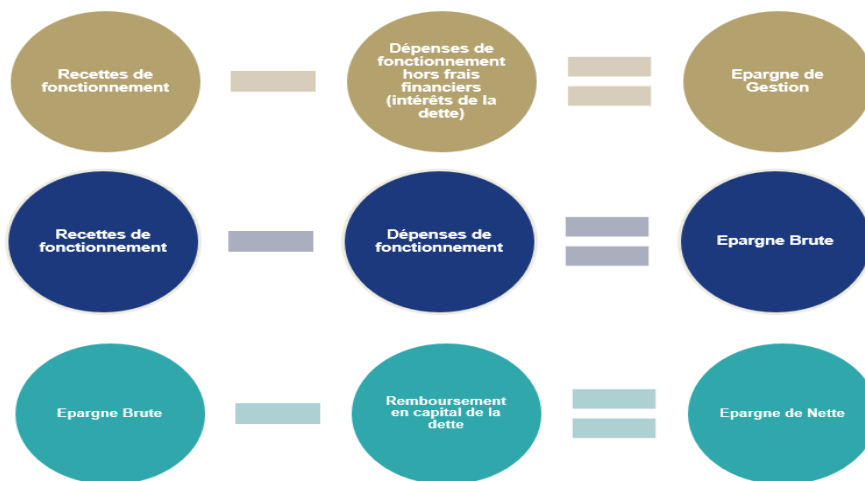 Recettes de
fonctionnement
Dépenses de
fonctionnement
hors frais
financiers
(intérêts de la
dette)
Epargne de
Gestion
Recettes de
fonctionnement
Dépenses de
fonctionnement
Epargne Brute
Epargne Brute
Remboursement
en capital de la
dette
Epargne de Nette